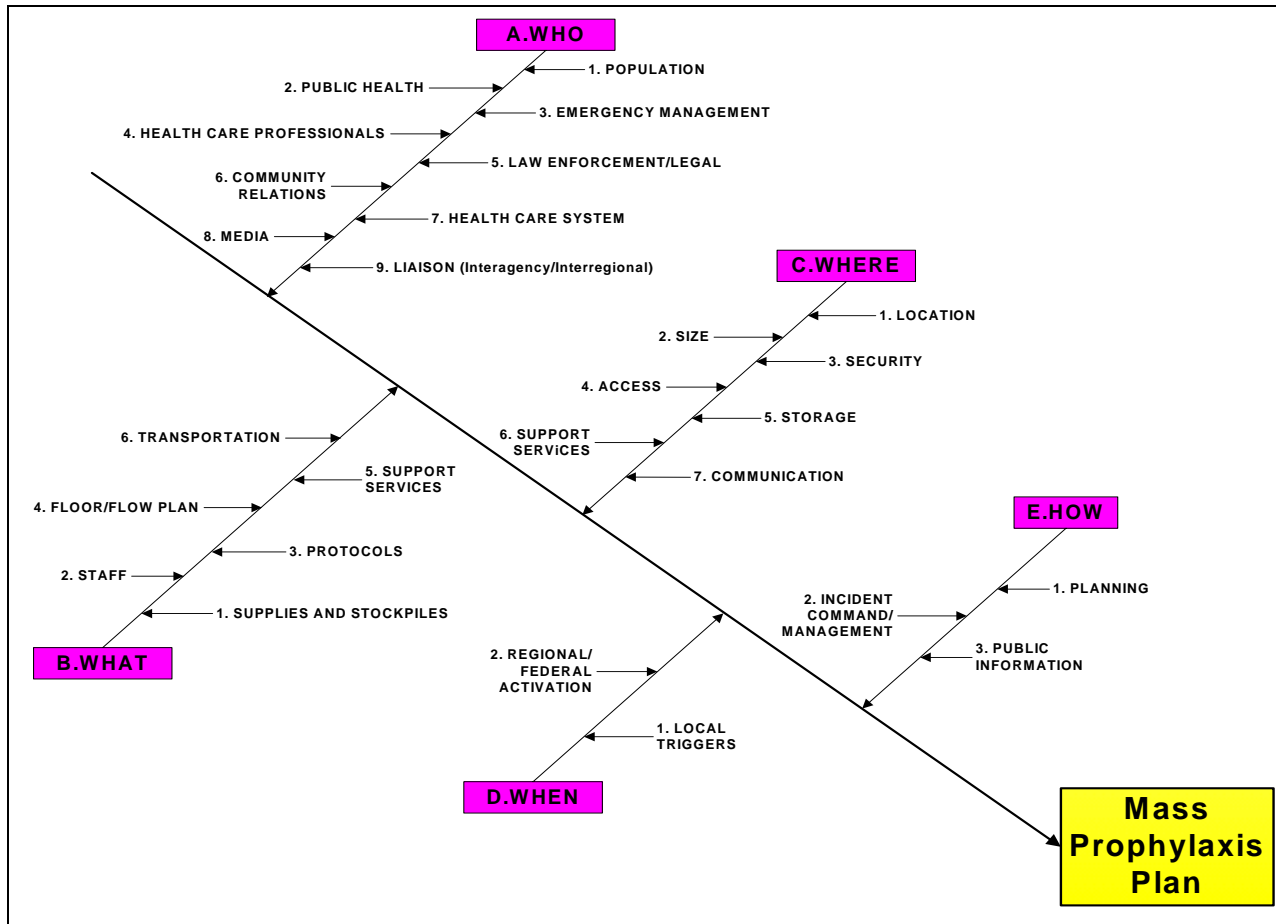 A.WHO
1. POPULATION
2. PUBLIC HEALTH
3. EMERGENCY MANAGEMENT
4. HEALTH CARE PROFESSIONALS
5. LAW ENFORCEMENT/LEGAL
6. COMMUNITY
RELATIONS
7. HEALTH CARE SYSTEM
8. MEDIA
9. LIAISON (Interagency/Interregional)
C.WHERE
1. LOCATION
2. SIZE
3. SECURITY
4. ACCESS
5. STORAGE
6. SUPPORT
SERViCES
7. COMMUNICATION
6. TRANSPORTATION
5. SUPPORT
SERVICES
4. FLOOR/FLOW PLAN
3. PROTOCOLS
2. STAFF
1. SUPPLIES AND STOCKPILES
B.WHAT
E.HOW
1. PLANNING
2. INCIDENT
COMMAND/
MANAGEMENT
3. PUBLIC
INFORMATION
2. REGIONAL/
FEDERAL
ACTIVATION
1. LOCAL
TRIGGERS
D.WHEN
Mass
Prophylaxis
Plan